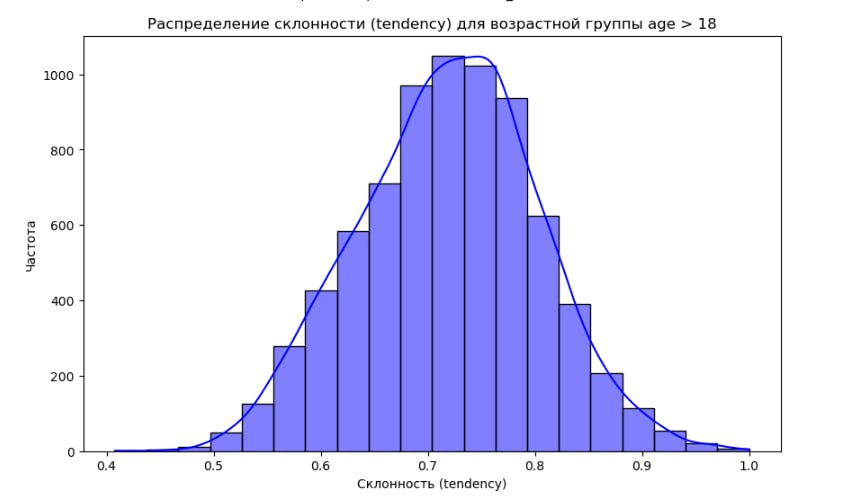 Распределение склонности (tendency) для возрастной группы age > 18
1000
800
600
400
200
0
Частота
0.4 0.5 0.6 0.7 0.8 0.9 1.0
Склонность (tendency)